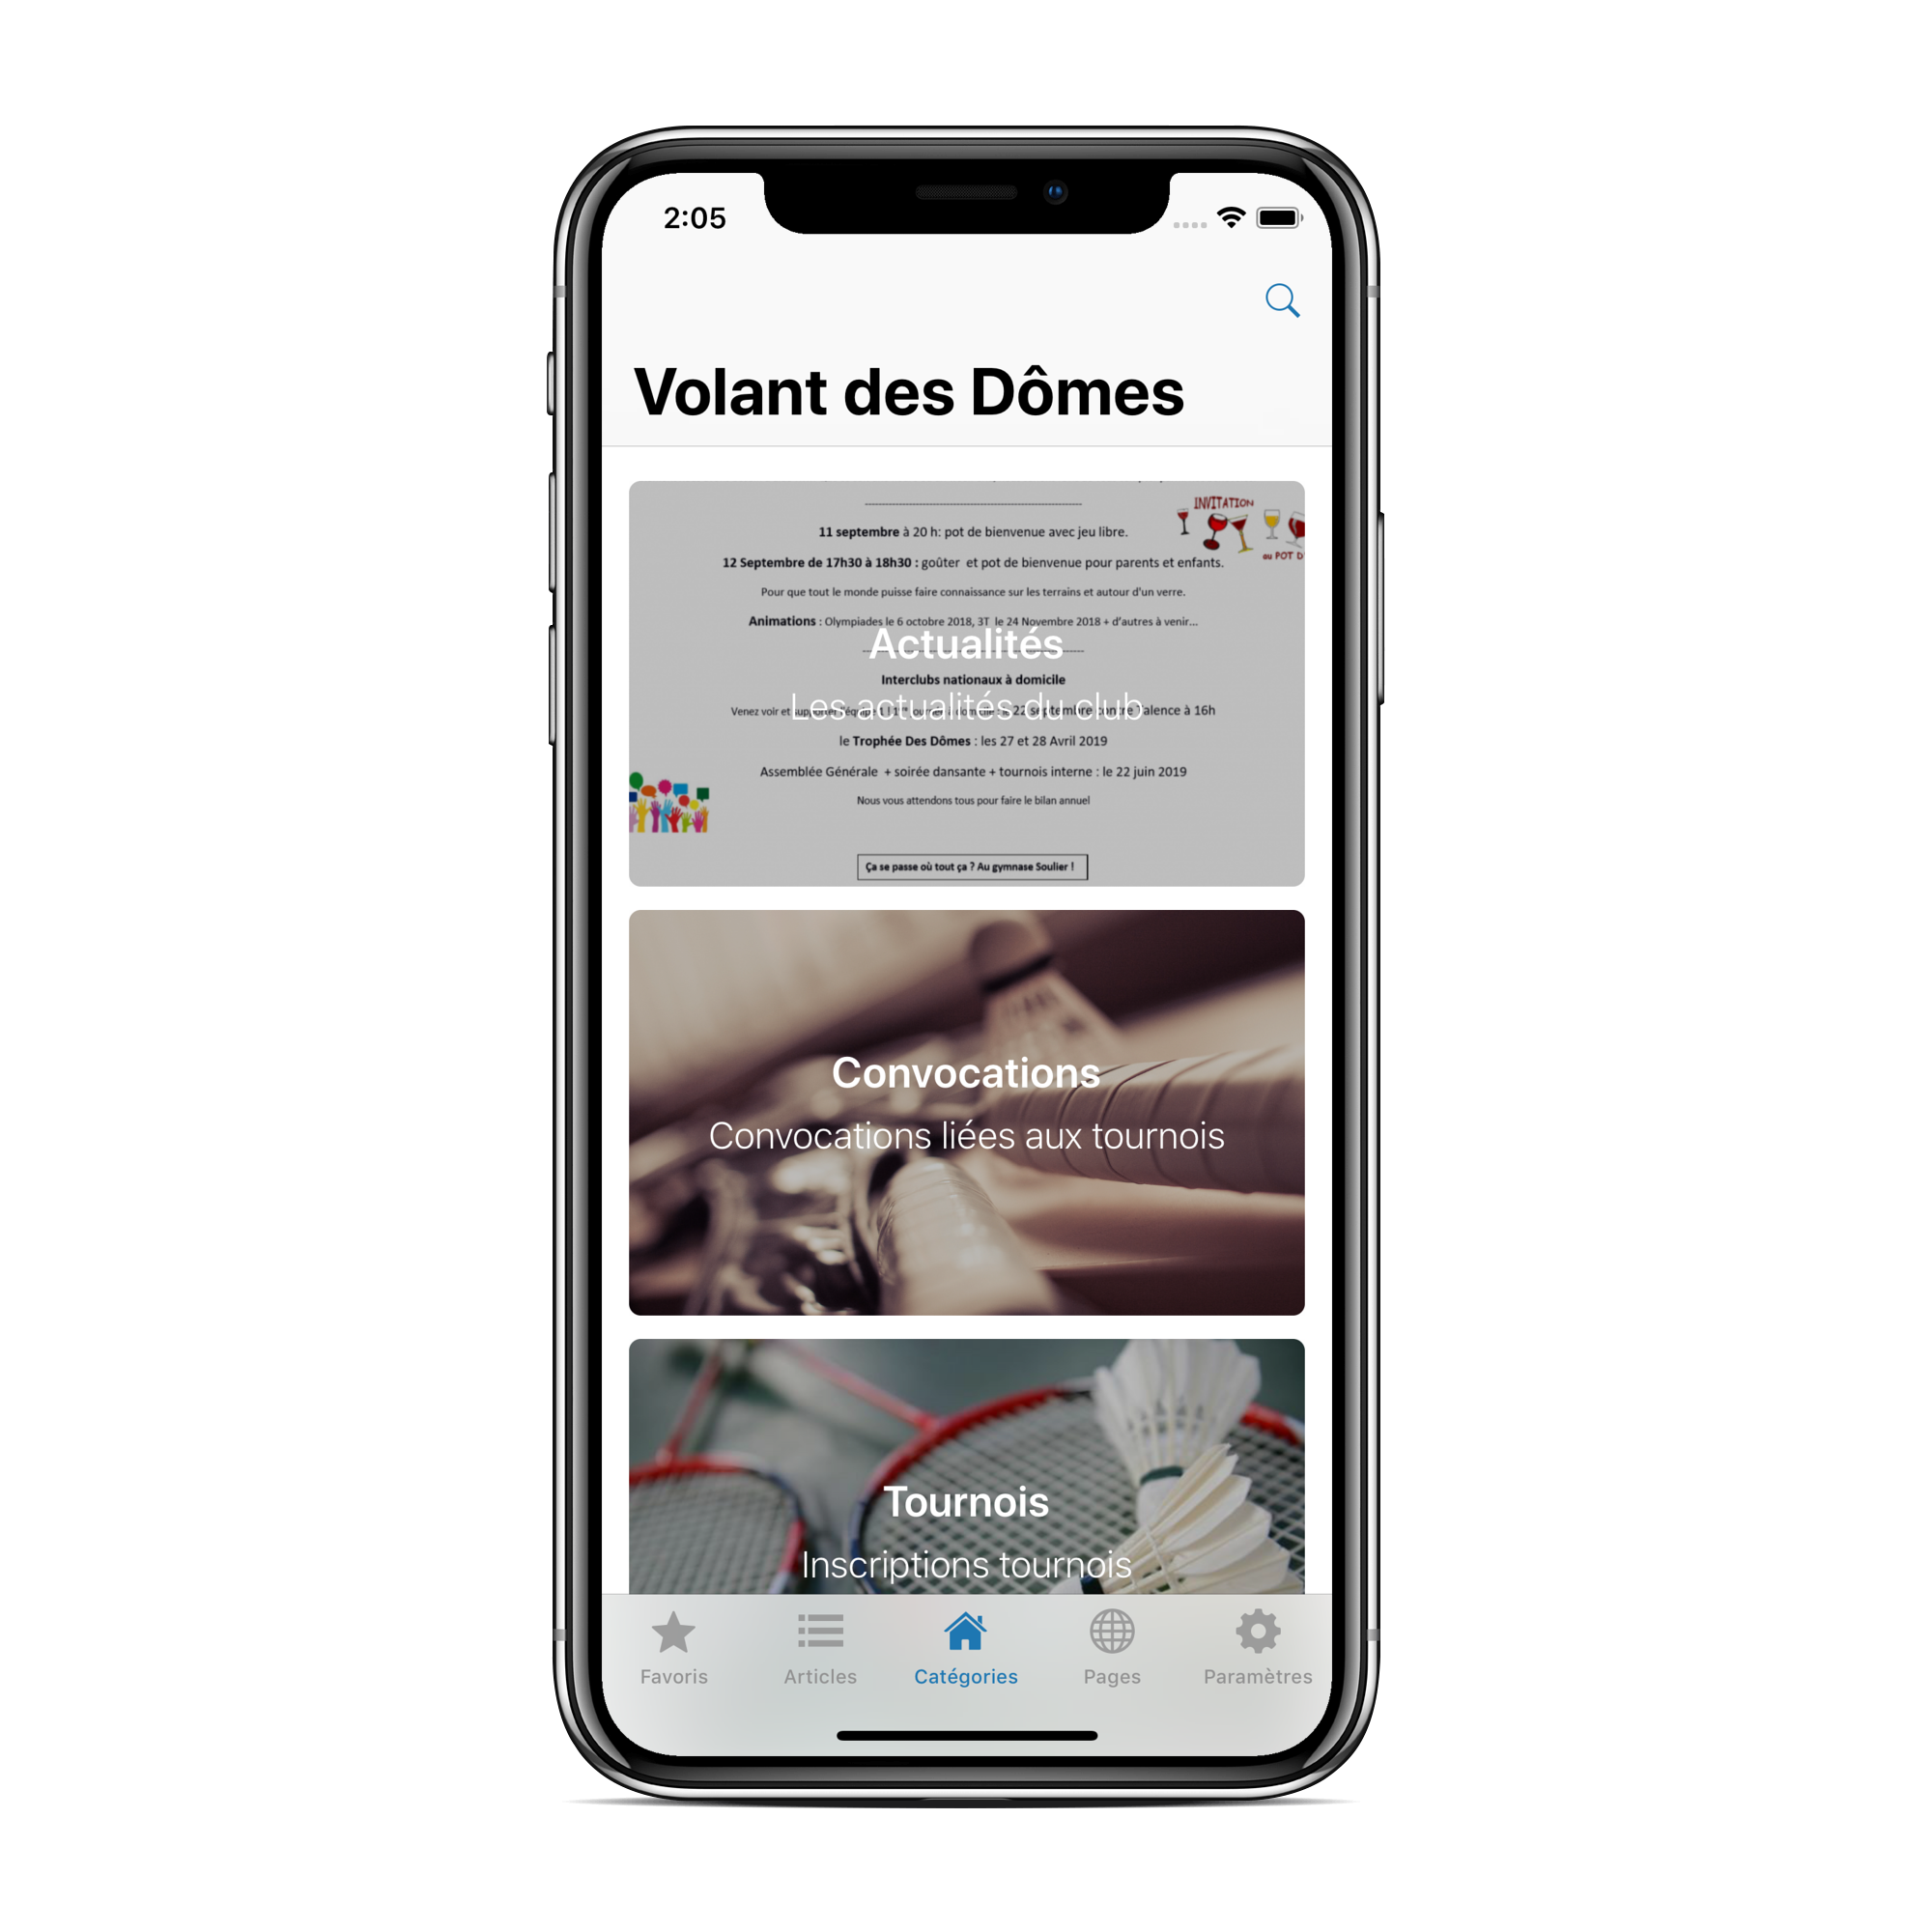 2:05
Volant des Dômes
INVITATION
11 septembre à 20 h: pot de bienvenue avec jeu libre.
au POT D
12 Septembre de 17h30 à 18h30 : goûter et pot de bienvenue pour parents et enfants.
Pour que tout le monde puisse faire connaissance sur les terrains et autour d'un verre.
Animations : Olympiades le 6 octobre 2018, 3T le 24 Novembre 2018 + d'autres à venir...
Actualités
Interclubs nationaux à domicile
Les actualités du club
Venez voir et supporter l'équipe 22 septembre contre Talence à 16h
le Trophée Des Dômes : les 27 et 28 Avril 2019
Assemblée Générale + soirée dansante + tournois interne : le 22 juin 2019
Nous vous attendons tous pour faire le bilan annuel
Ça se passe où tout ça ? Au gymnase Soulier !
Convocations
Convocations liées aux tournois
Tournois
Inscriptions tournois
Favoris Articles Catégories Pages Paramètres